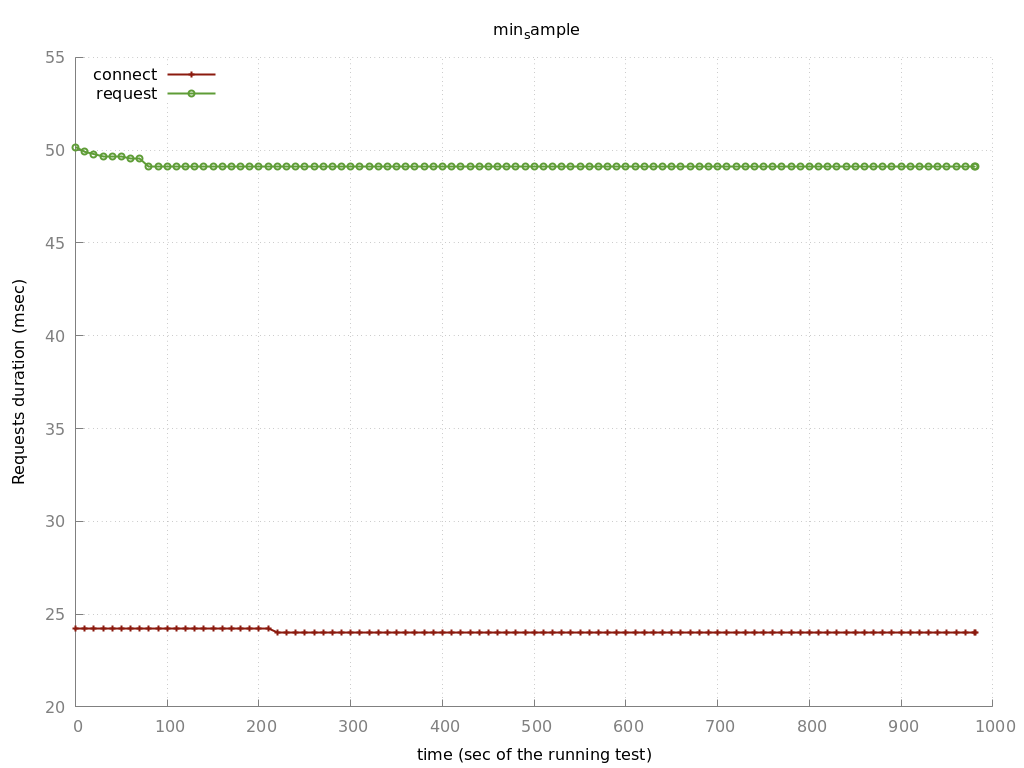 min_sample
55
connect
request
50
45
40
35
30
25
20
Requests duration (msec)
0 100 200 300 400 500 600 700 800 900 1000
time (sec of the running test)